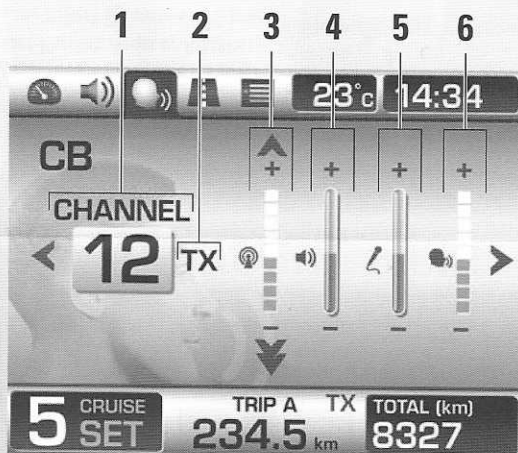 1 2 3 4 5 6
23°c 14:34
CB
+ + + +
CHANNEL
12 TX
- - - -
5 CRUISE SET
TRIP A TX
234.5 km
TOTAL (km)
8327